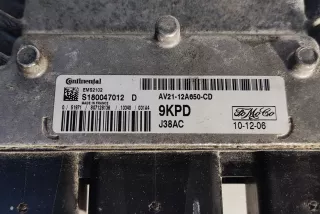 Continental
EMS2102
S180047012 D
MADE IN FRANCE
AV21-12A650-CD
9KPD
J38AC
FoMoCo
10-12-06